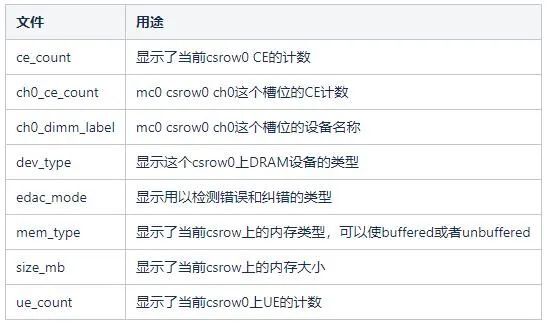 文件 用途
ce_count 显示了当前csrow0 CE的计数
ch0_ce_count mc0 csrow0 ch0这个槽位的CE计数
ch0_dimm_label mc0 csrow0 ch0这个槽位的设备名称
dev_type 显示这个csrow0上DRAM设备的类型
edac_mode 显示用以检测错误和纠错的类型
mem_type 显示了当前csrow上的内存类型，可以使buffered或者unbuffered
size_mb 显示了当前csrow上的内存大小
ue_count 显示了当前csrow0上UE的计数